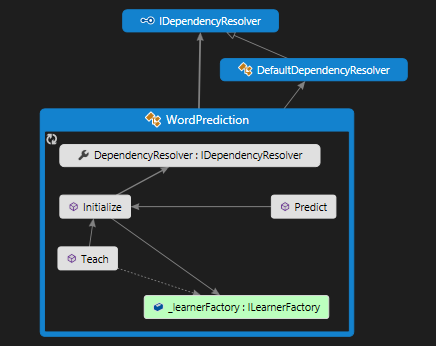 IDependencyResolver
DefaultDependencyResolver
WordPrediction
DependencyResolver : IDependencyResolver
Initialize
Predict
Teach
_learnerFactory : ILearnerFactory